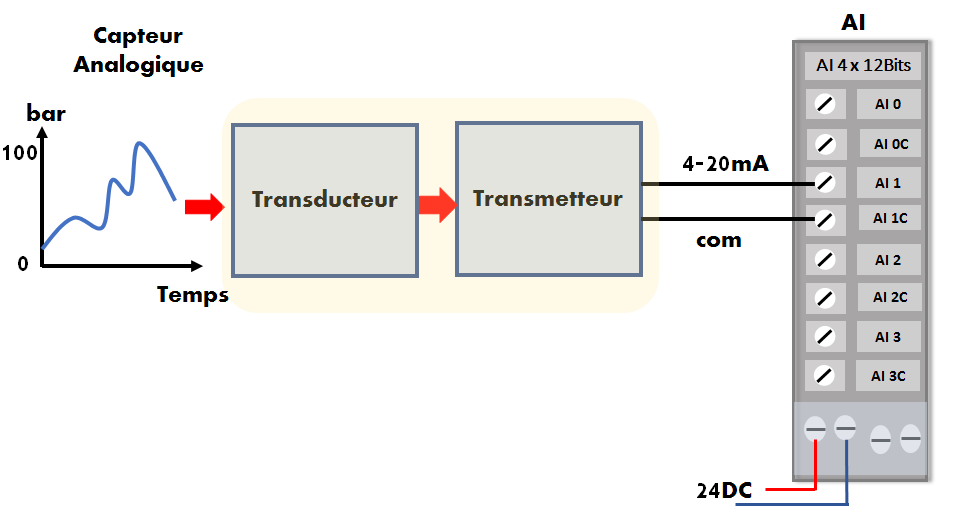 Capteur
Analogique
bar
100
0
Temps
Transducteur
Transmetteur
4-20mA
com
AI
AI 4 x 12Bits
AI 0
AI 0C
AI 1
AI 1C
AI 2
AI 2C
AI 3
AI 3C
24DC